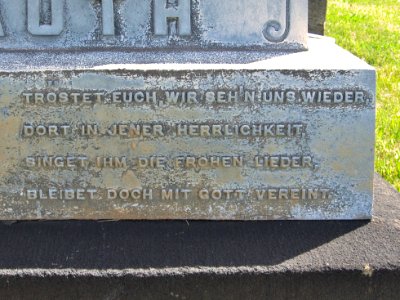 TRÖSTET EUCH, WIR SEH'N UNS WIEDER,
DORT IN JENER HERRLICHKEIT
SINGET IHM DIE FROHEN LIEDER,
BLEIBET DOCH MIT GOTT VEREINT.